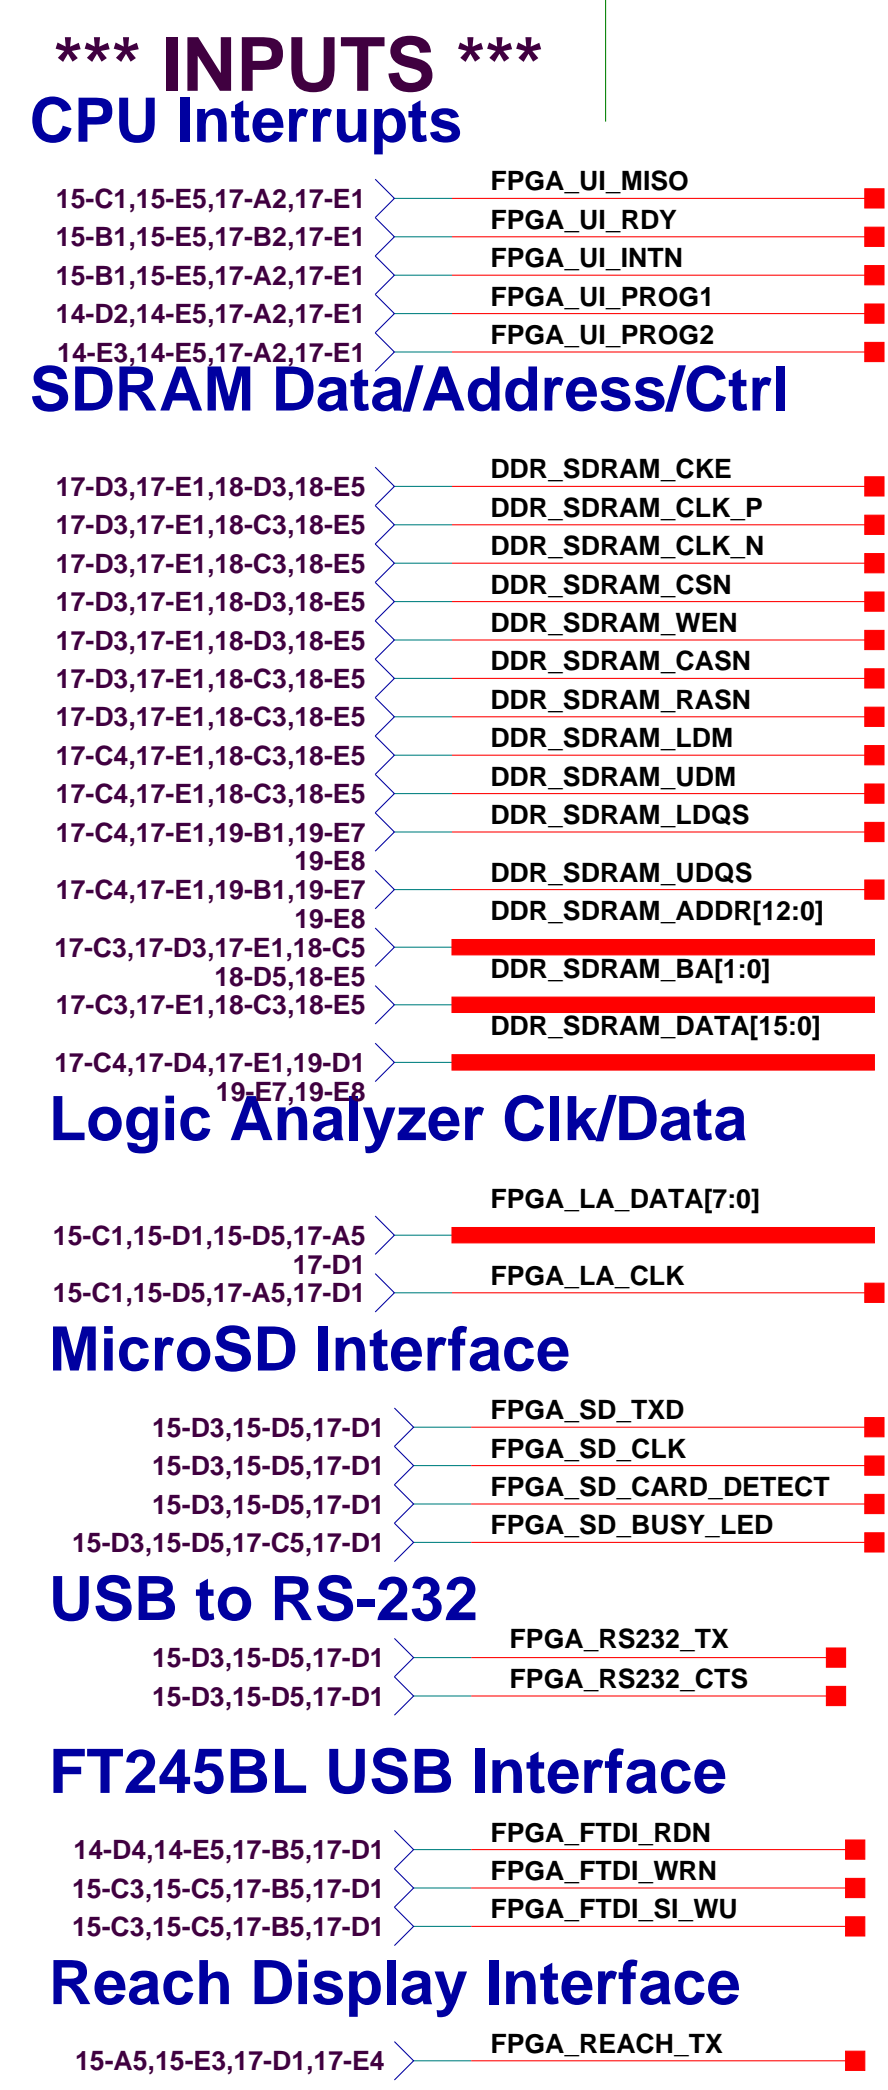 *** INPUTS ***
CPU Interrupts
15-C1,15-E5,17-A2,17-E1 FPGA_UI_MISO
15-B1,15-E5,17-B2,17-E1 FPGA_UI_RDY
15-B1,15-E5,17-A2,17-E1 FPGA_UI_INTN
14-D2,14-E5,17-A2,17-E1 FPGA_UI_PROG1
14-E3,14-E5,17-A2,17-E1 FPGA_UI_PROG2
SDRAM Data/Address/Ctrl
17-D3,17-E1,18-D3,18-E5 DDR_SDRAM_CKE
17-D3,17-E1,18-C3,18-E5 DDR_SDRAM_CLK_P
17-D3,17-E1,18-C3,18-E5 DDR_SDRAM_CLK_N
17-D3,17-E1,18-D3,18-E5 DDR_SDRAM_CSN
17-D3,17-E1,18-D3,18-E5 DDR_SDRAM_WEN
17-D3,17-E1,18-C3,18-E5 DDR_SDRAM_CASN
17-D3,17-E1,18-C3,18-E5 DDR_SDRAM_RASN
17-C4,17-E1,18-C3,18-E5 DDR_SDRAM_LDM
17-C4,17-E1,18-C3,18-E5 DDR_SDRAM_UDM
17-C4,17-E1,19-B1,19-E7 DDR_SDRAM_LDQS
19-E8
17-C4,17-E1,19-B1,19-E7 DDR_SDRAM_UDQS
19-E8
17-C3,17-D3,17-E1,18-C5 DDR_SDRAM_ADDR[12:0]
18-D5,18-E5
17-C3,17-E1,18-C3,18-E5 DDR_SDRAM_BA[1:0]
17-C4,17-D4,17-E1,19-D1 DDR_SDRAM_DATA[15:0]
19-E7,19-E8
Logic Analyzer Clk/Data
15-C1,15-D1,15-D5,17-A5 FPGA_LA_DATA[7:0]
17-D1
15-C1,15-D5,17-A5,17-D1 FPGA_LA_CLK
MicroSD Interface
15-D3,15-D5,17-D1 FPGA_SD_TXD
15-D3,15-D5,17-D1 FPGA_SD_CLK
15-D3,15-D5,17-D1 FPGA_SD_CARD_DETECT
15-D3,15-D5,17-C5,17-D1 FPGA_SD_BUSY_LED
USB to RS-232
15-D3,15-D5,17-D1 FPGA_RS232_TX
15-D3,15-D5,17-D1 FPGA_RS232_CTS
FT245BL USB Interface
14-D4,14-E5,17-B5,17-D1 FPGA_FTDI_RDN
15-C3,15-C5,17-B5,17-D1 FPGA_FTDI_WRN
15-C3,15-C5,17-B5,17-D1 FPGA_FTDI_SI_WU
Reach Display Interface
15-A5,15-E3,17-D1,17-E4 FPGA_REACH_TX